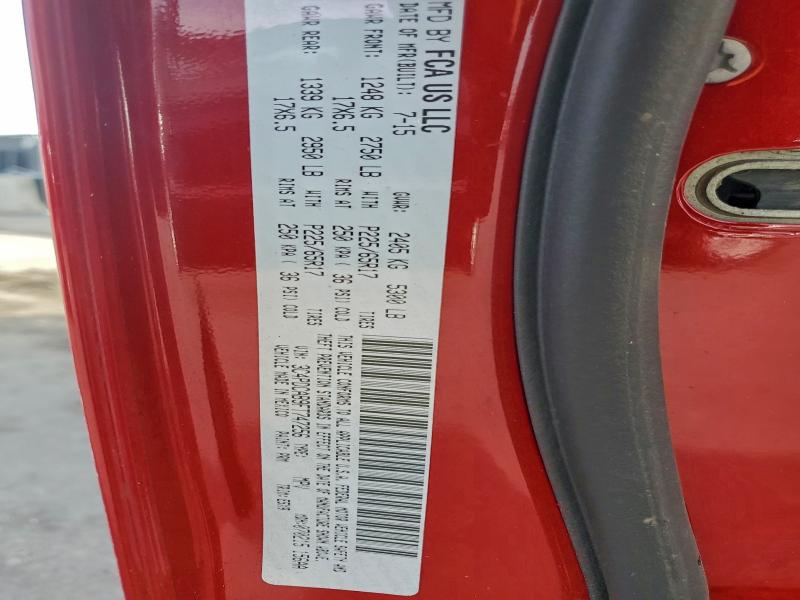 MFD BY FCA US LLC
DATE OF MFR(BUILT): 7-15 GVWR: 2405 KG 5300 LB
GAWR FRONT: 1248 KG 2750 LB WITH P225/65R17 TIRES
17X6.5 RIMS AT 250 KPA ( 36 PSI) COLD
GAWR REAR: 1339 KG 2950 LB WITH P225/65R17 TIRES
17X6.5 RIMS AT 250 KPA ( 36 PSI) COLD
THIS VEHICLE CONFORMS TO ALL APPLICABLE U.S.A. FEDERAL MOTOR VEHICLE SAFETY AND
THEFT PREVENTION STANDARDS IN EFFECT ON THE DATE OF MANUFACTURE SHOWN ABOVE.
VIN: 3C4PDCAB9FT747256 TYPE: MPV
VEHICLE MADE IN MEXICO PAINT: PRM TRIM: